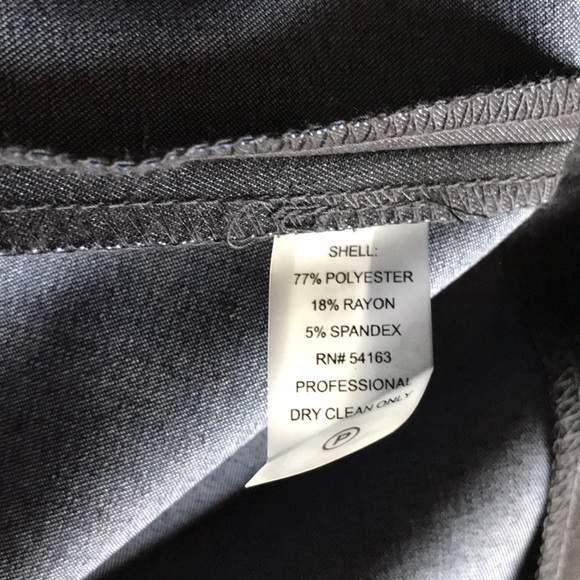 SHELL:
77% POLYESTER
18% RAYON
5% SPANDEX
RN# 54163
PROFESSIONAL
DRY CLEAN ONLY
P